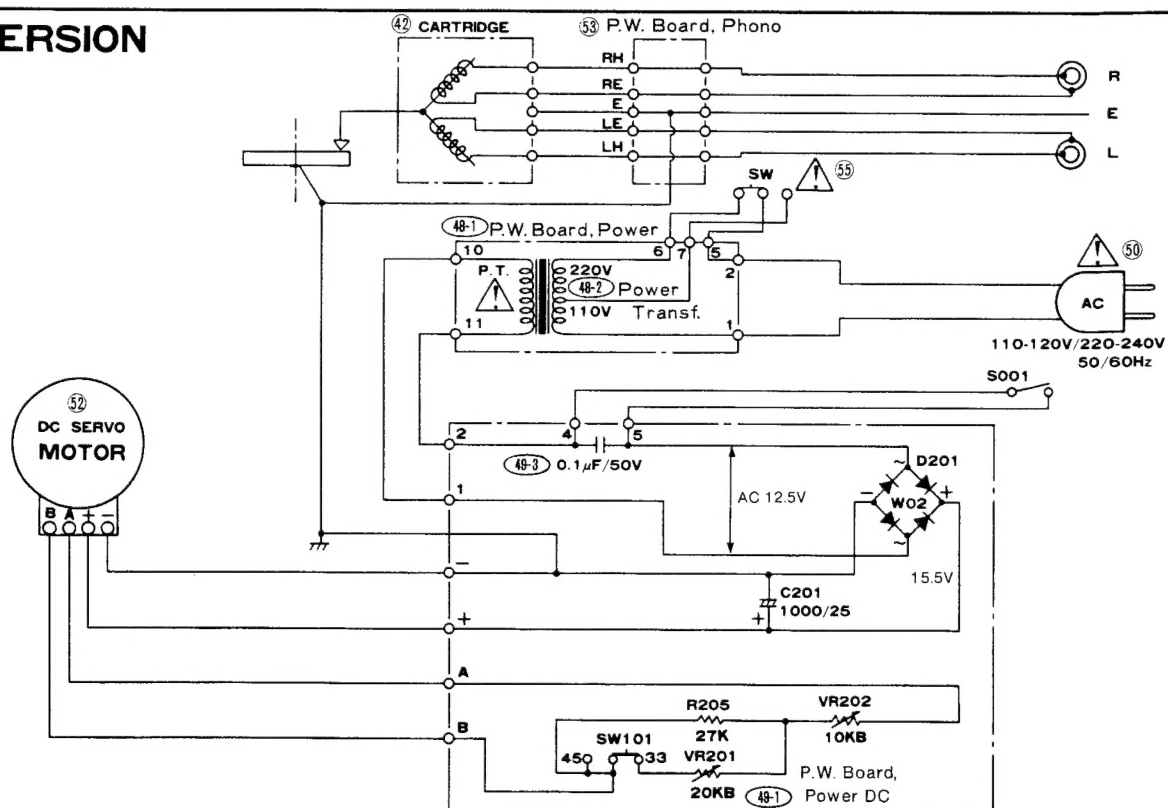 ERSION
42 CARTRIDGE
53 P.W. Board, Phono
RH
RE
E
LE
LH
R
E
L
SW
! 55
48-1 P.W. Board, Power
10
6
7
5
2
P.T.
!
220V
48-2 Power
Transf.
110V
11
1
! 50
AC
110-120V/220-240V
50/60Hz
S001
52
DC SERVO
MOTOR
B A + −
2
4
5
49-3 0.1μF/50V
D201
1
AC 12.5V
~
−
+
W02
~
15.5V
−
C201
1000/25
+
+
A
R205
27K
VR202
10KB
B
SW101
45
33
VR201
20KB
P.W. Board,
49-1 Power DC